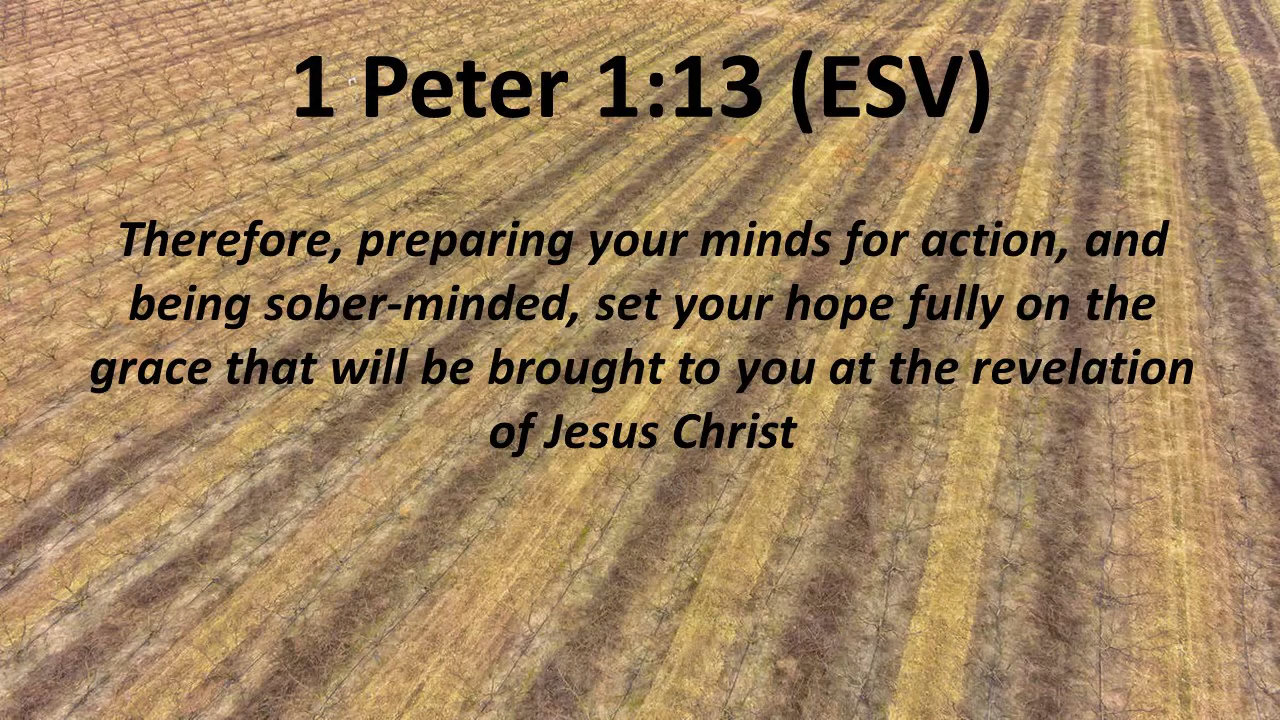 1 Peter 1:13 (ESV)
Therefore, preparing your minds for action, and
being sober-minded, set your hope fully on the
grace that will be brought to you at the revelation
of Jesus Christ